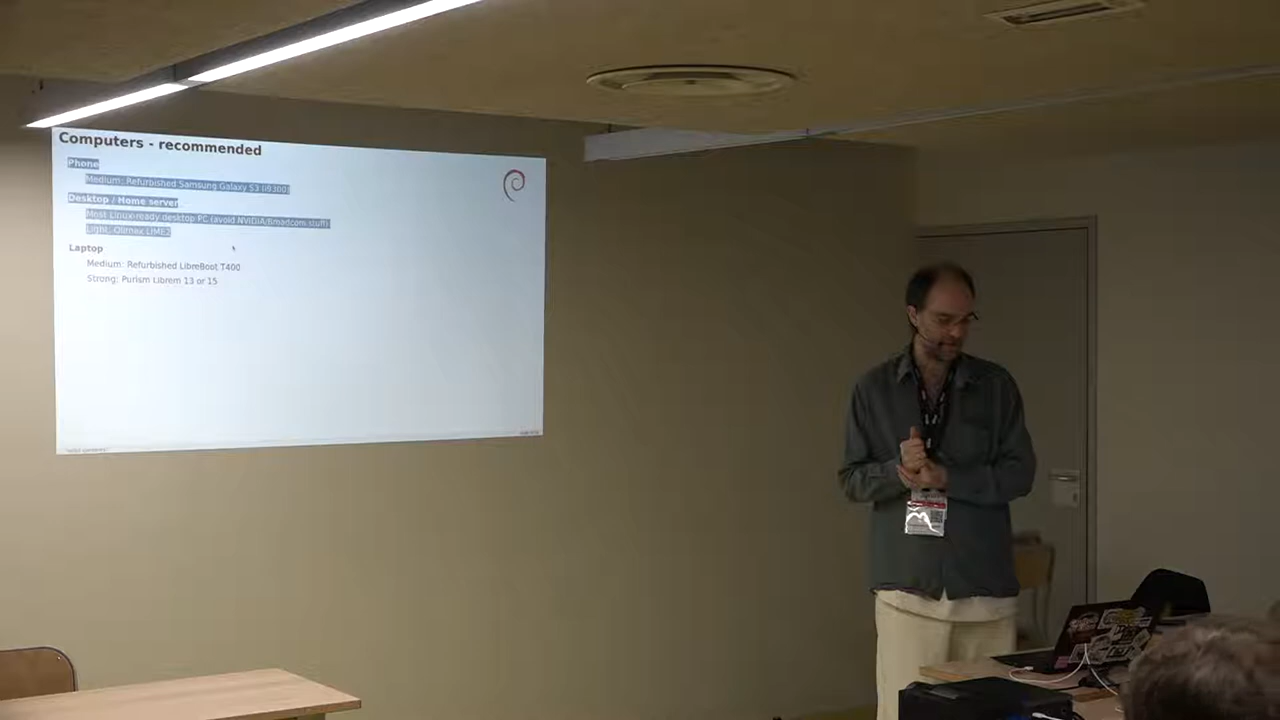 Computers - recommended
Phone
Medium: Refurbished Samsung Galaxy S3 (i9300)
Desktop / Home server
Most Linux-ready desktop PC (avoid NVIDIA/Broadcom stuff)
Light: Olimex LIME2
Laptop
Medium: Refurbished LibreBoot T400
Strong: Purism Librem 13 or 15